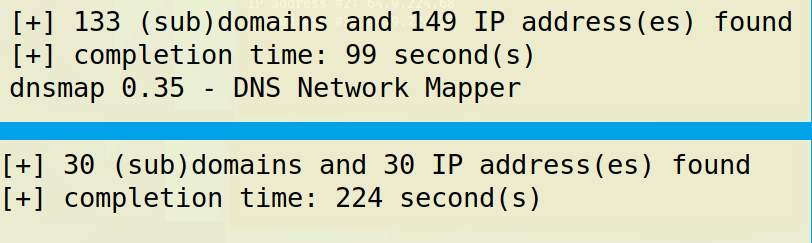 [+] 133 (sub)domains and 149 IP address(es) found
[+] completion time: 99 second(s)
dnsmap 0.35 - DNS Network Mapper
[+] 30 (sub)domains and 30 IP address(es) found
[+] completion time: 224 second(s)